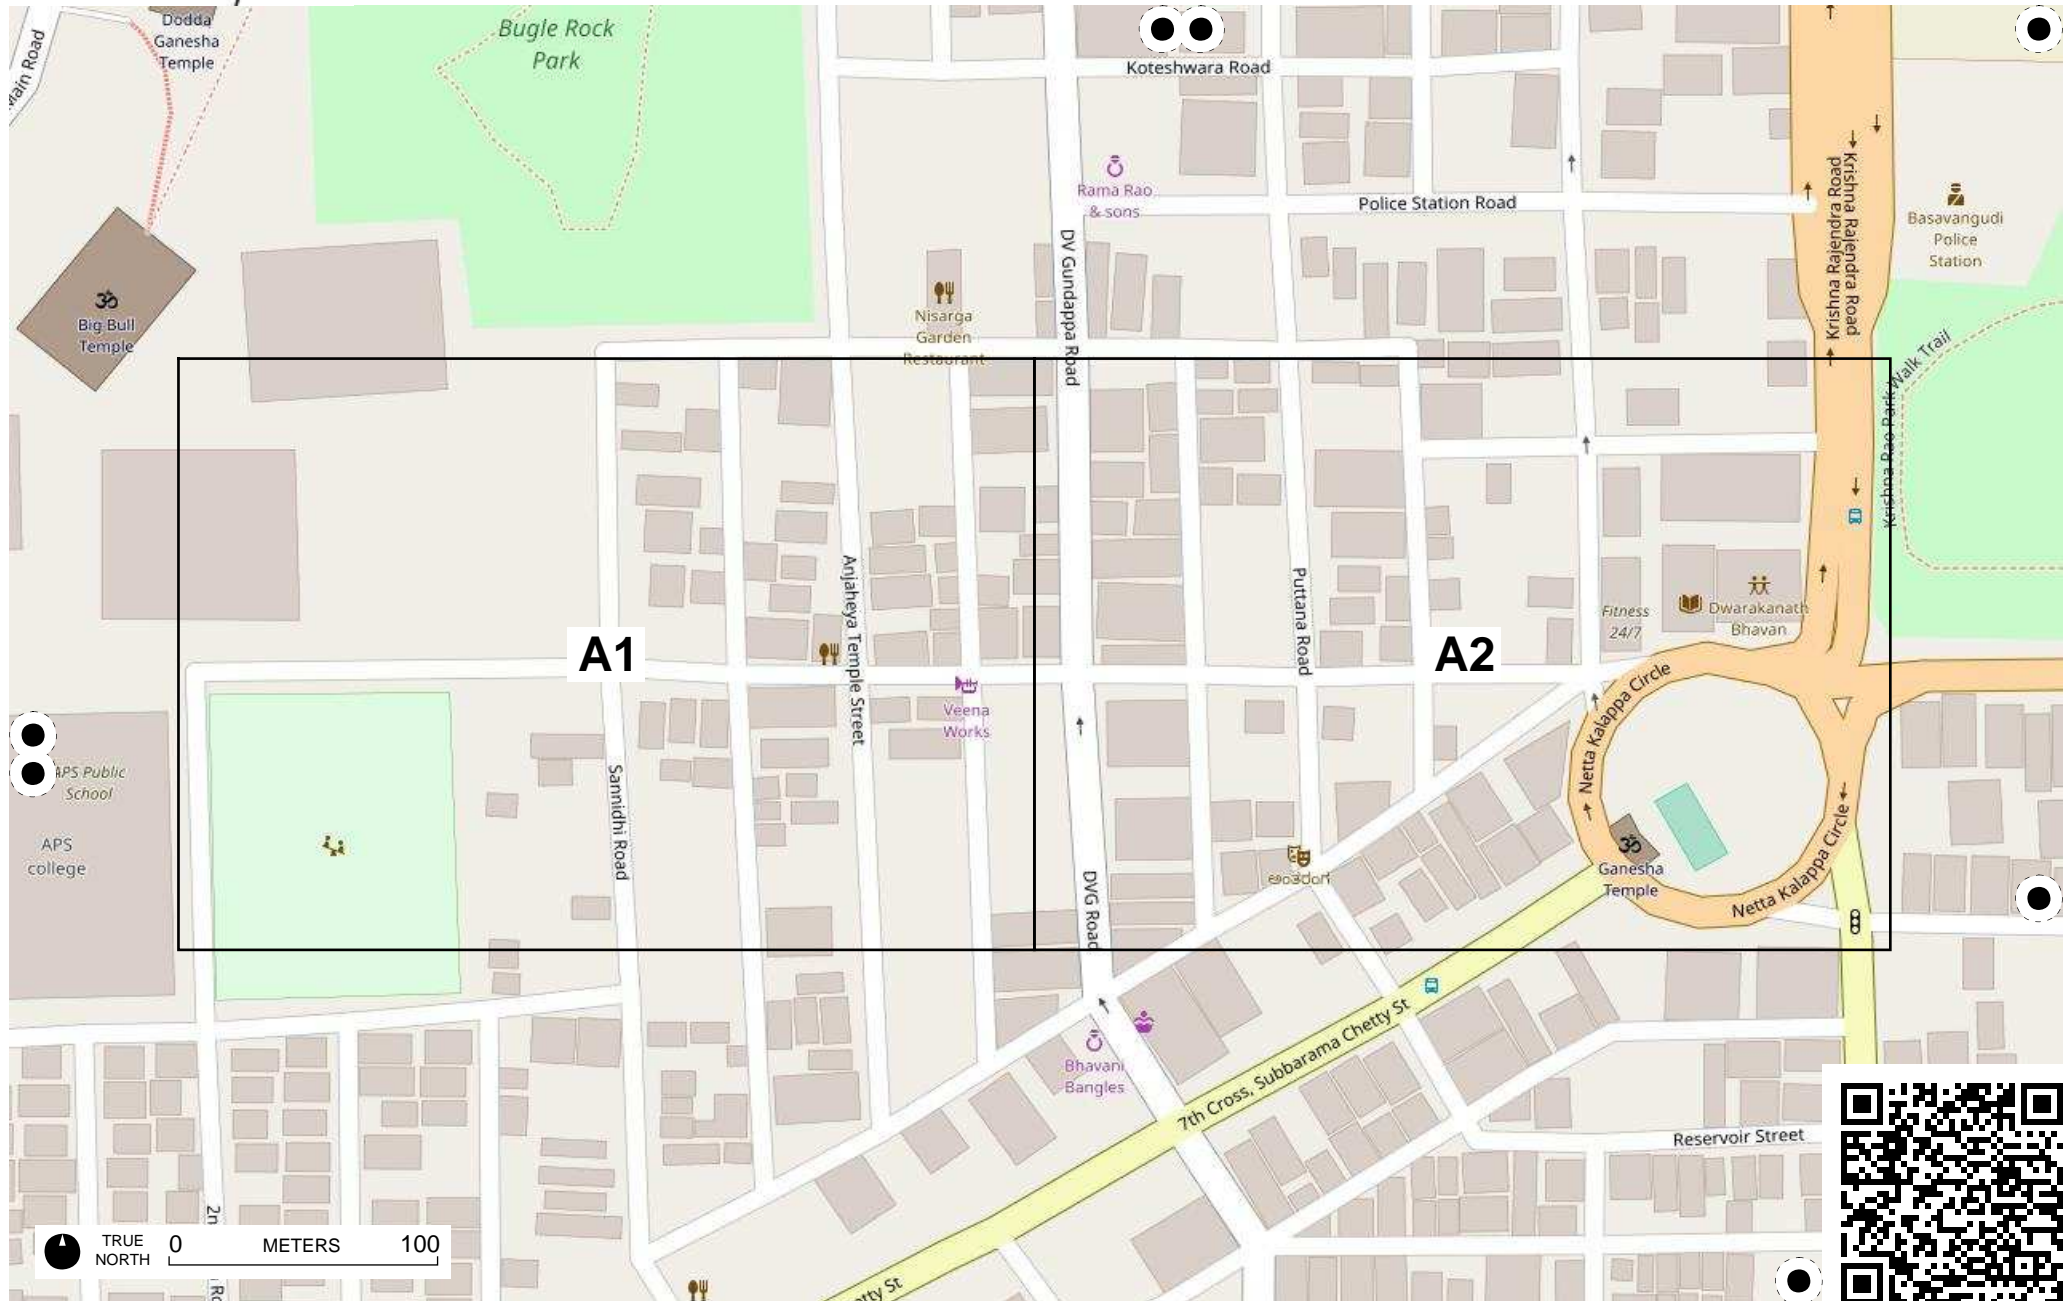 Dodda
Ganesha
Temple
Bugle Rock
Park
Main Road
Koteshwara Road
Rama Rao
& sons
Police Station Road
Krishna Rajendra Road
Krishna Rajendra Road
Basavangudi
Police
Station
DV Gundappa Road
Big Bull
Temple
Nisarga
Garden
Restaurant
Krishna Rao Park Walk Trail
Anjaheya Temple Street
Puttana Road
Fitness
24/7
Dwarakanath
Bhavan
A1
A2
Netta Kalappa Circle
Veena
Works
APS Public
School
Sannidhi Road
APS
college
DVG Road
Ganesha
Temple
Netta Kalappa Circle
Bhavani
Bangles
7th Cross, Subbarama Chetty St
Reservoir Street
2n
TRUE
NORTH
0
METERS
100
etty St